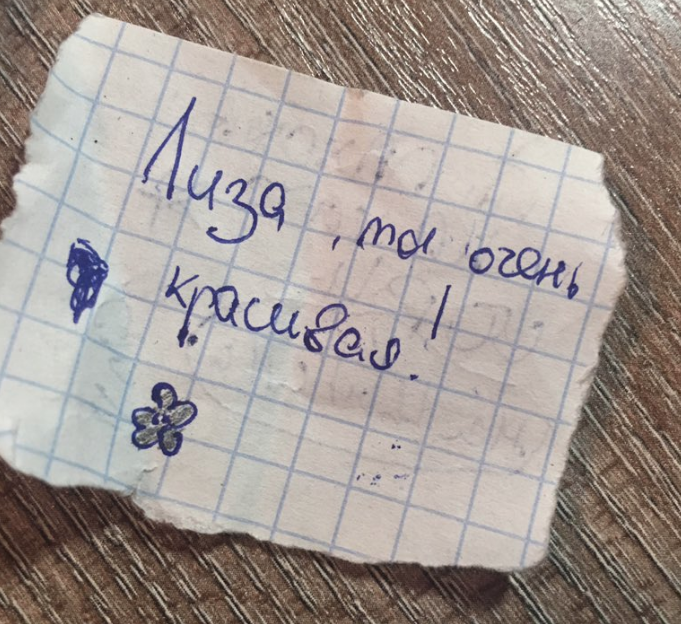 Лиза, ты очень
красивая!